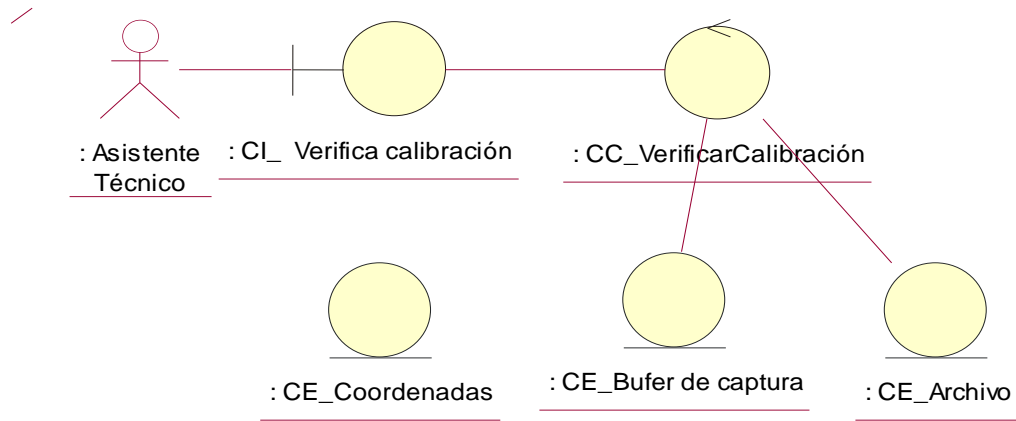 : Asistente
Técnico
: CI_ Verifica calibración
: CC_VerificarCalibración
: CE_Coordenadas
: CE_Bufer de captura
: CE_Archivo